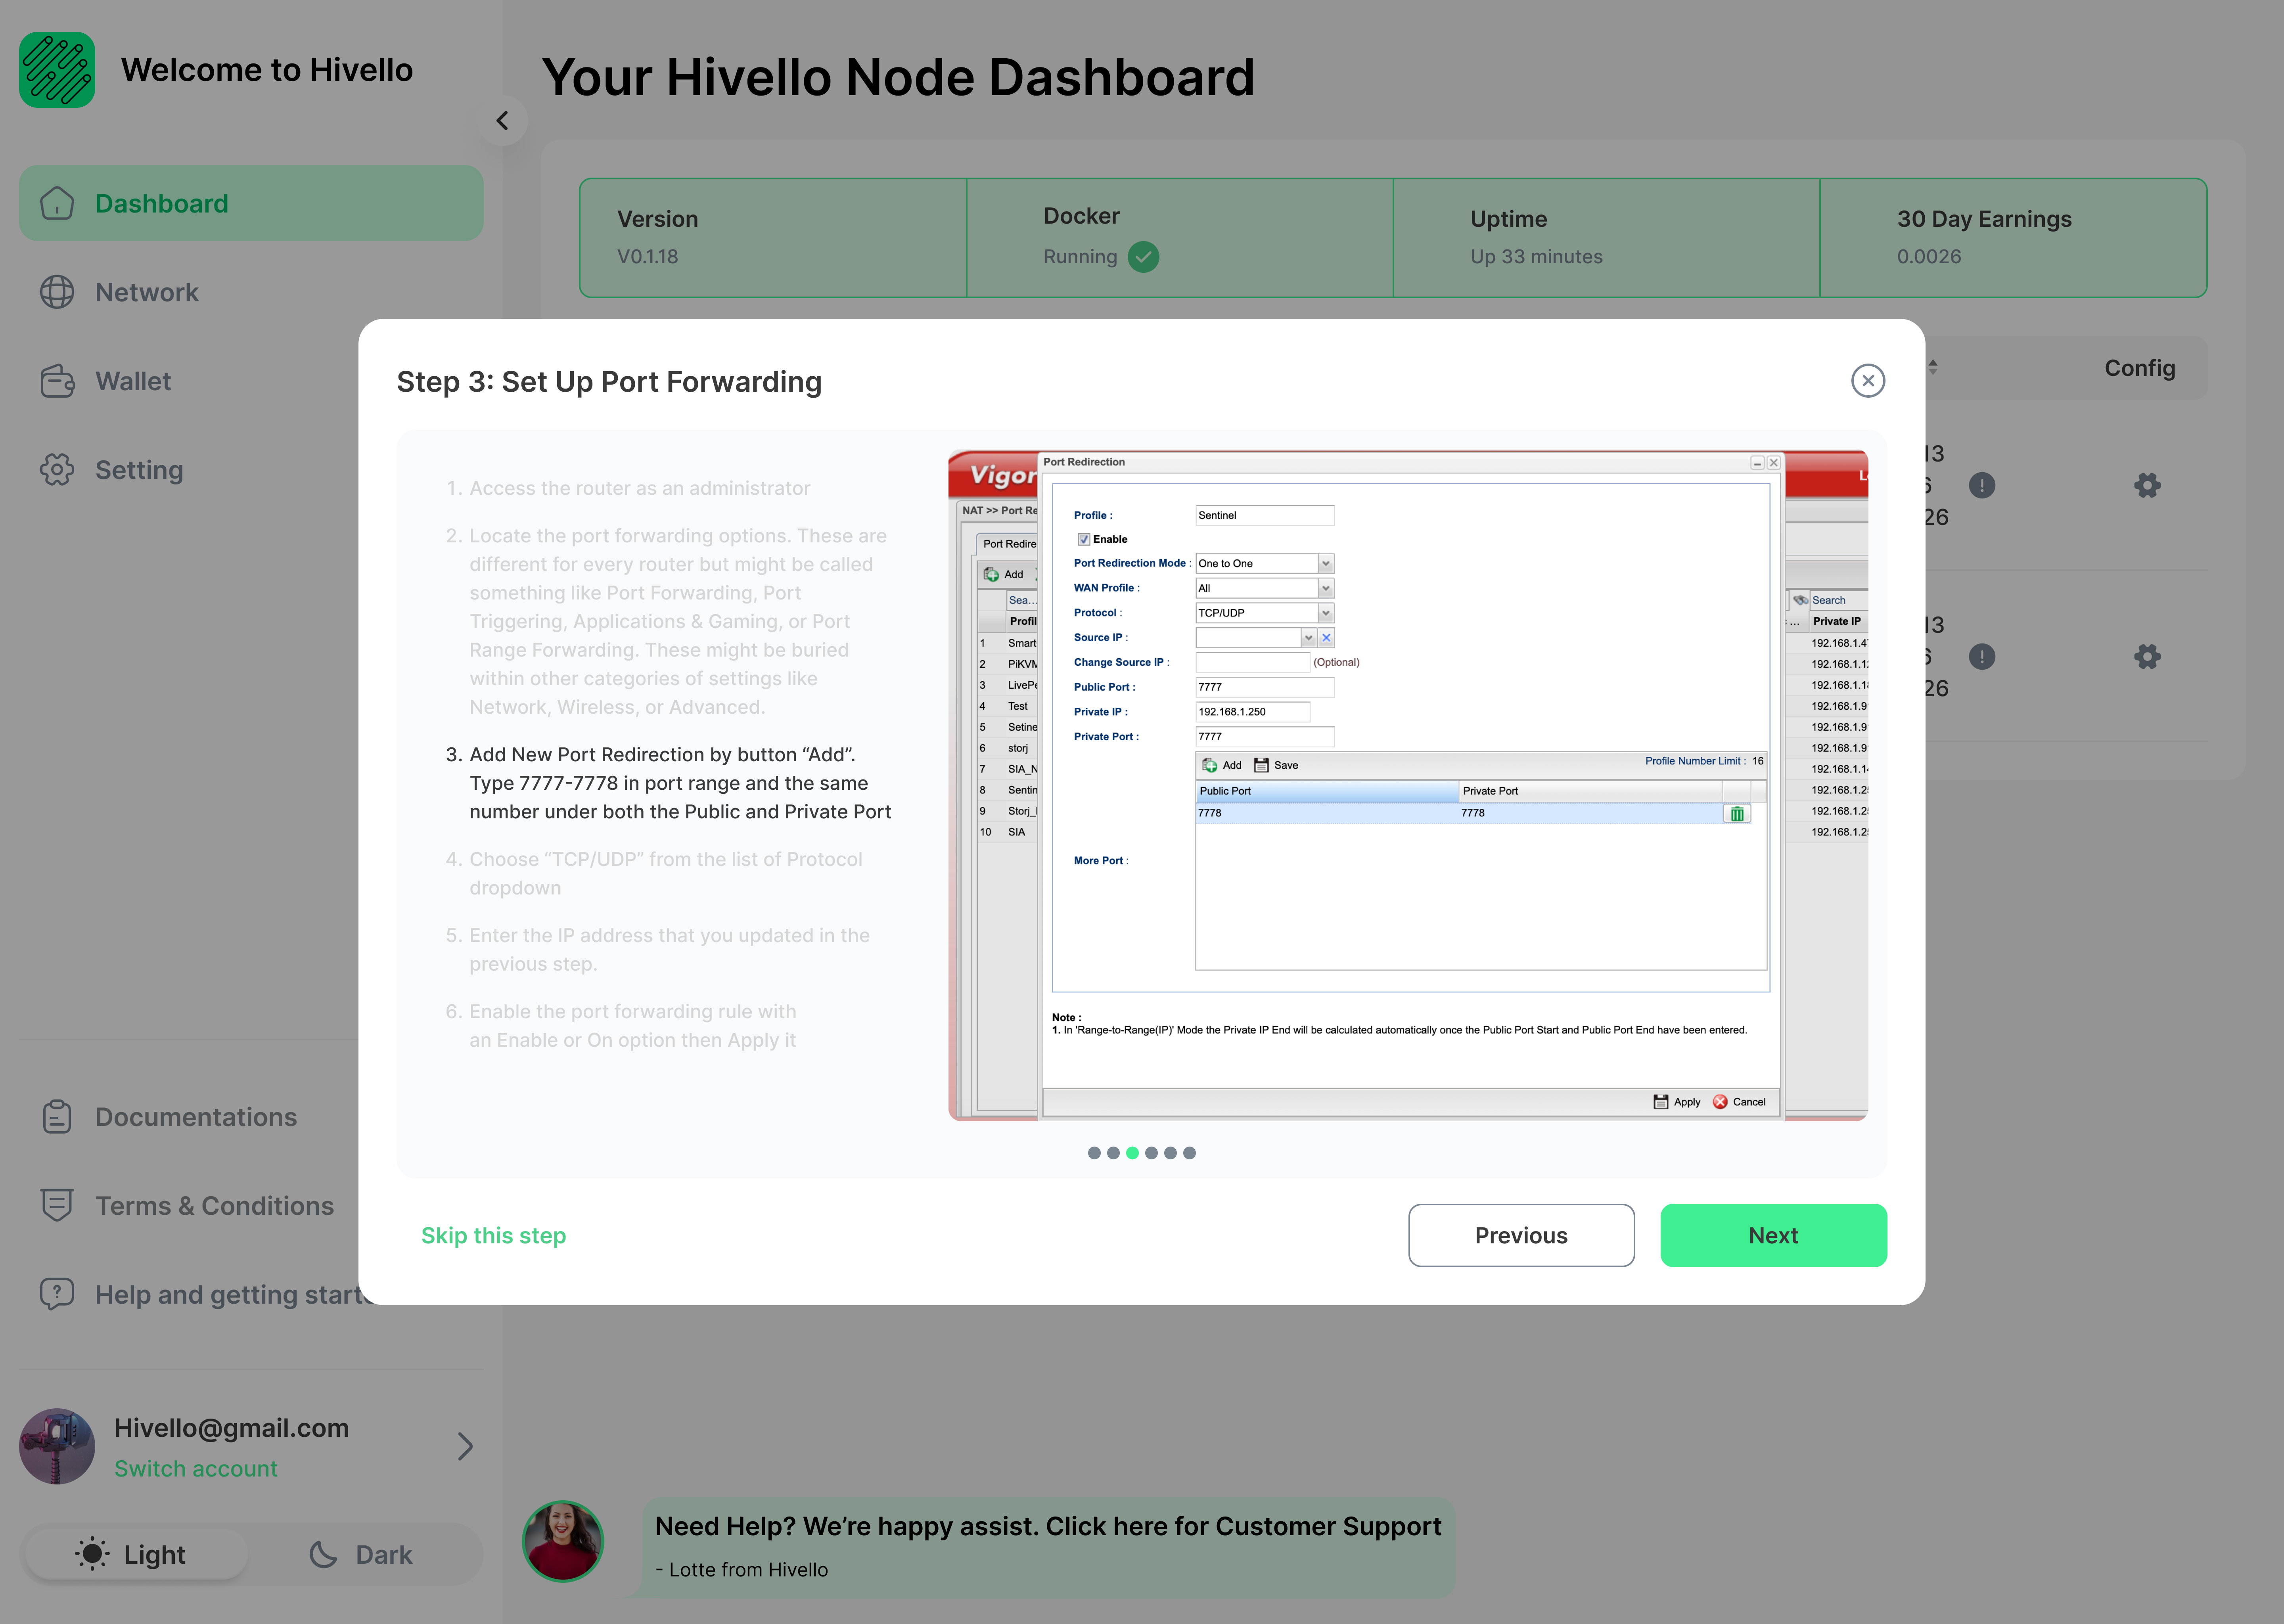 Welcome to Hivello
Dashboard
Network
Wallet
Setting
Documentations
Terms & Conditions
Help and getting
Hivello@gmail.com
Switch account
Light
Dark
Your Hivello Node Dashboard
Version
V0.1.18
Docker
Running
Uptime
Up 33 minutes
30 Day Earnings
0.0026
Config
13
26
13
26
Step 3: Set Up Port Forwarding
1. Access the router as an administrator
2. Locate the port forwarding options. These are
different for every router but might be called
something like Port Forwarding, Port
Triggering, Applications & Gaming, or Port
Range Forwarding. These might be buried
within other categories of settings like
Network, Wireless, or Advanced.
3. Add New Port Redirection by button “Add”.
Type 7777-7778 in port range and the same
number under both the Public and Private Port
4. Choose “TCP/UDP” from the list of Protocol
dropdown
5. Enter the IP address that you updated in the
previous step.
6. Enable the port forwarding rule with
an Enable or On option then Apply it
Vigor
NAT >> Port Re
Port Redire
Add
Sea...
Profil
1 Smart
2 PiKVM
3 LivePe
4 Test
5 Setine
6 storj
7 SIA_N
8 Sentin
9 Storj_
10 SIA
Port Redirection
Profile : Sentinel
Enable
Port Redirection Mode : One to One
WAN Profile : All
Protocol : TCP/UDP
Source IP :
Change Source IP : (Optional)
Public Port : 7777
Private IP : 192.168.1.250
Private Port : 7777
Add Save Profile Number Limit : 16
Public Port Private Port
7778 7778
More Port :
Note :
1. In 'Range-to-Range(IP)' Mode the Private IP End will be calculated automatically once the Public Port Start and Public Port End have been entered.
Apply Cancel
Search
Private IP
192.168.1.4
192.168.1.1
192.168.1.1
192.168.1.9
192.168.1.9
192.168.1.9
192.168.1.1
192.168.1.2
192.168.1.2
192.168.1.2
Skip this step
Previous
Next
Need Help? We’re happy assist. Click here for Customer Support
- Lotte from Hivello